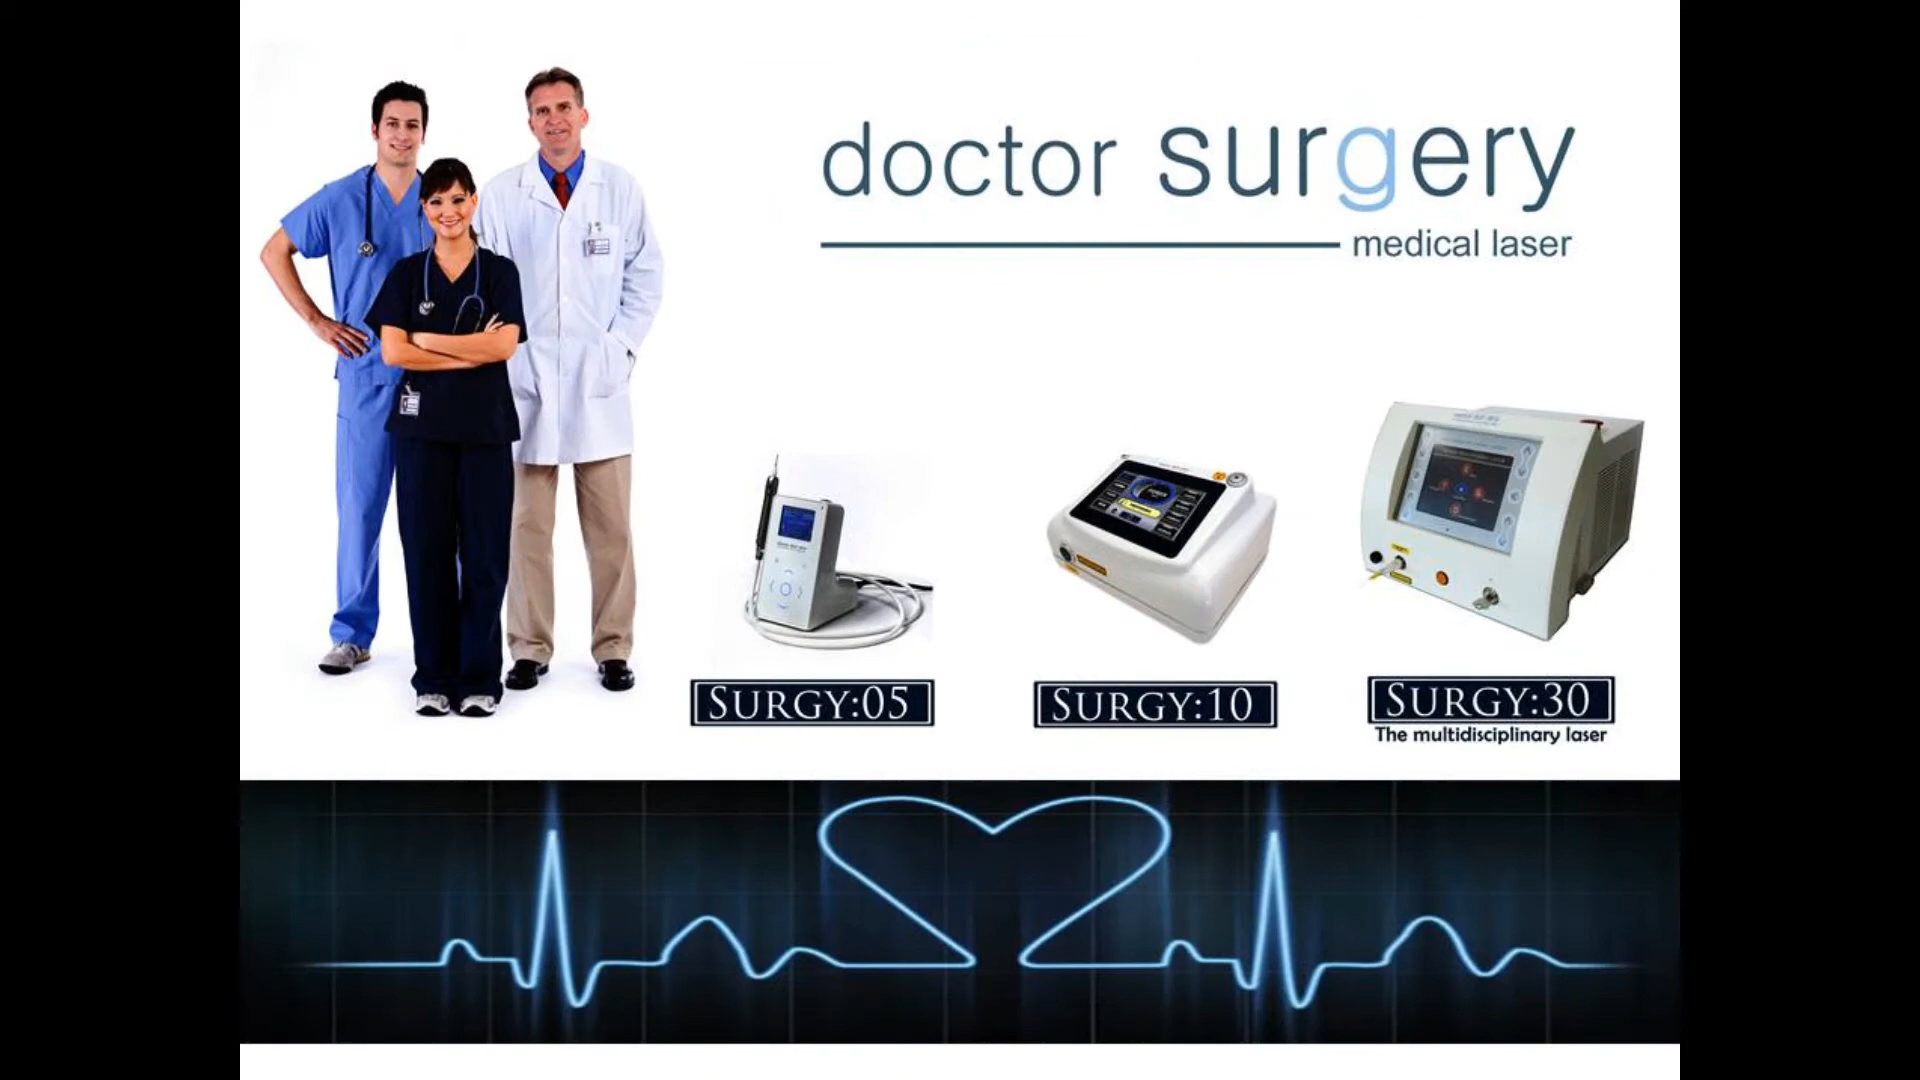 doctor surgery
medical laser
SURGY:05
SURGY:10
SURGY:30
The multidisciplinary laser